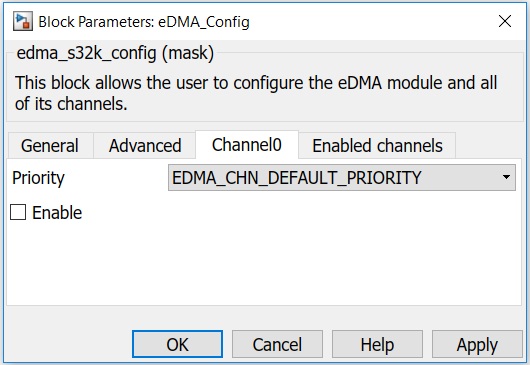 Block Parameters: eDMA_Config
edma_s32k_config (mask)
This block allows the user to configure the eDMA module and all
of its channels.
General Advanced Channel0 Enabled channels
Priority EDMA_CHN_DEFAULT_PRIORITY
Enable
OK Cancel Help Apply